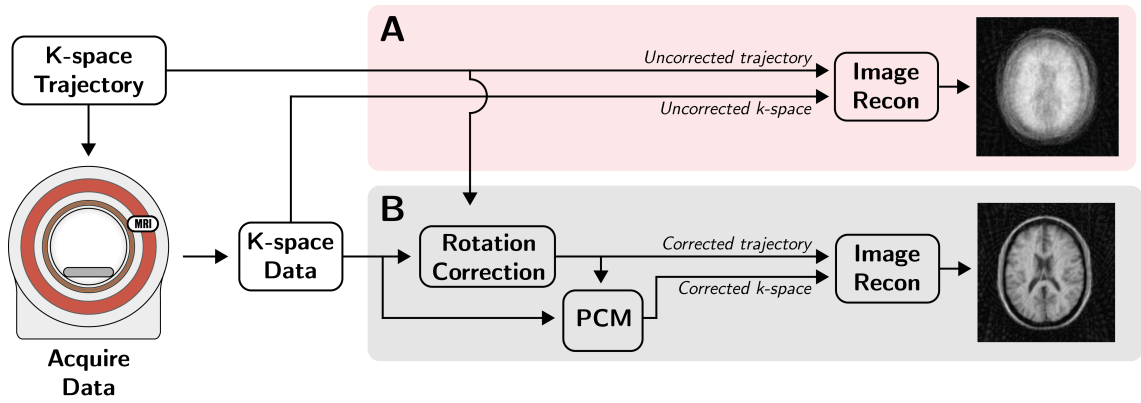 K-space
Trajectory
MRI
Acquire
Data
K-space
Data
A
Uncorrected trajectory
Uncorrected k-space
Image
Recon
B
Rotation
Correction
PCM
Corrected trajectory
Corrected k-space
Image
Recon